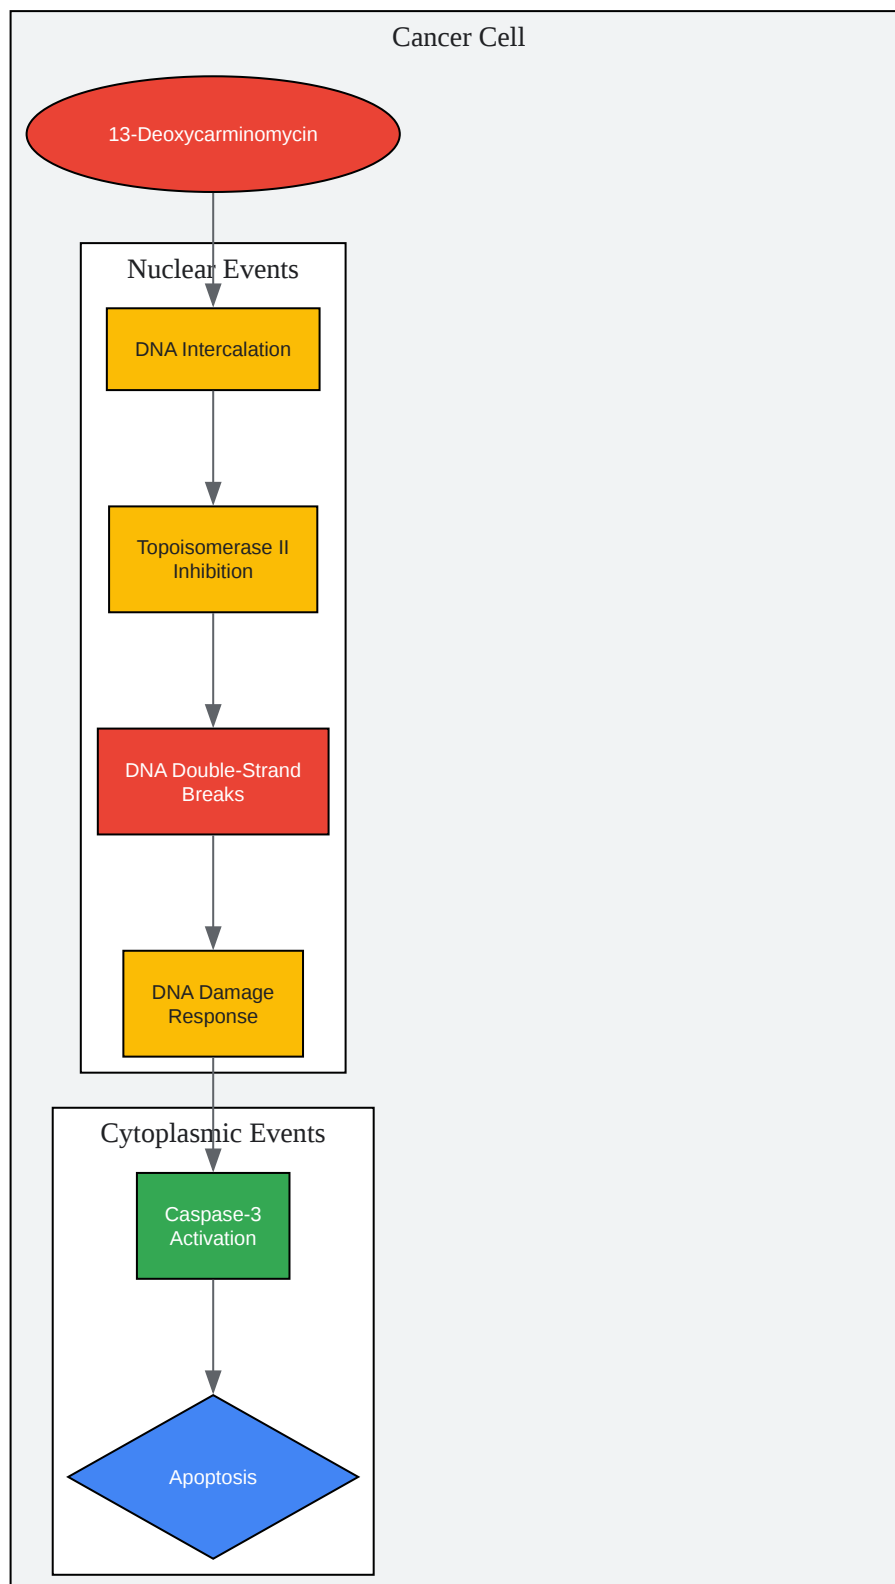 Cancer Cell
13-Deoxycarminomycin
Nuclear Events
DNA Intercalation
Topoisomerase II
Inhibition
DNA Double-Strand
Breaks
DNA Damage
Response
Cytoplasmic Events
Caspase-3
Activation
Apoptosis